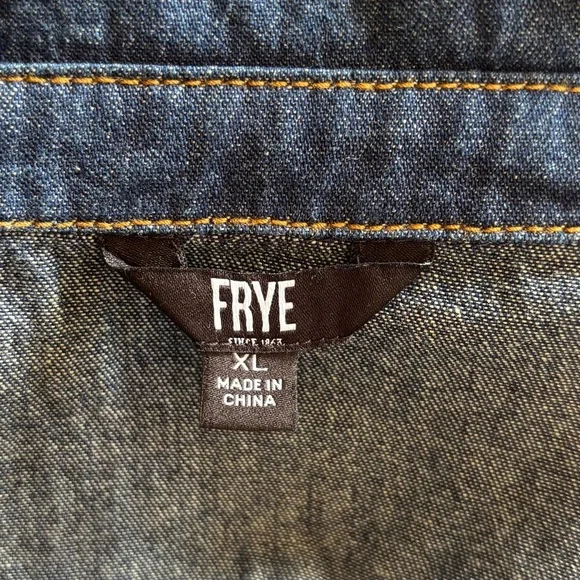 FRYE
SINCE 1863
XL
MADE IN
CHINA